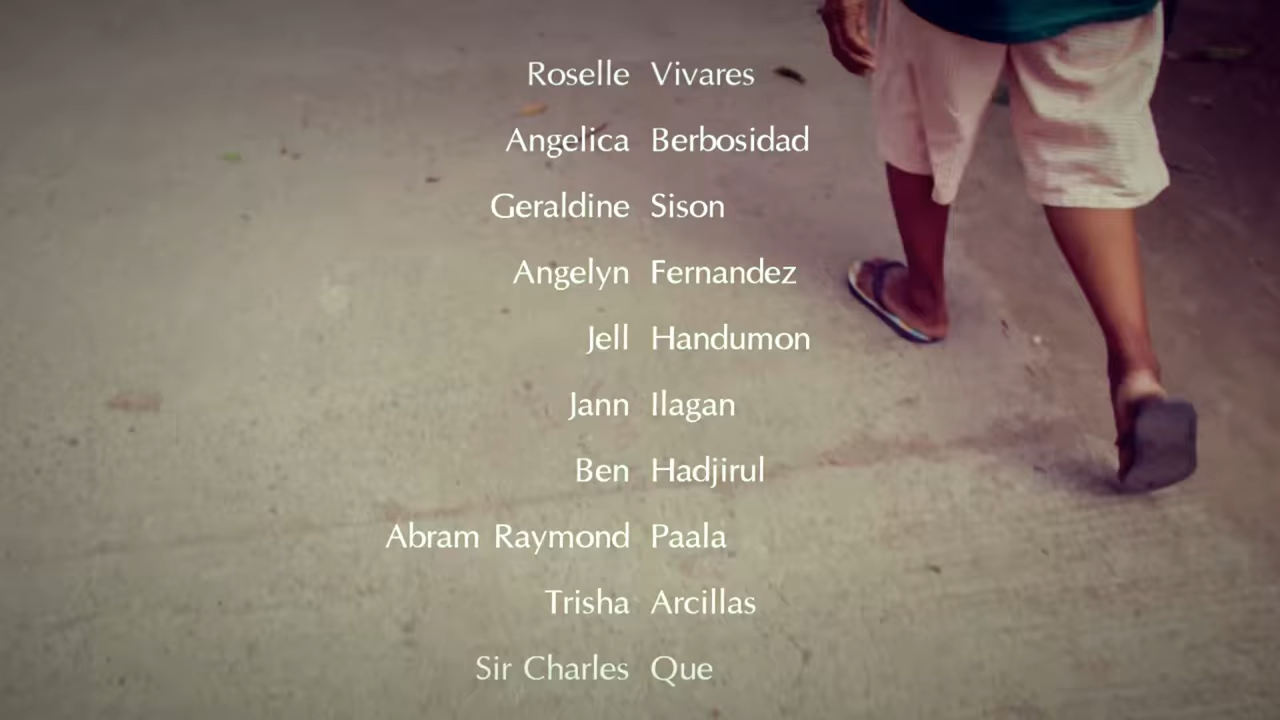 Roselle Vivares
Angelica Berbosidad
Geraldine Sison
Angelyn Fernandez
Jell Handumon
Jann Ilagan
Ben Hadjirul
Abram Raymond Paala
Trisha Arcillas
Sir Charles Que